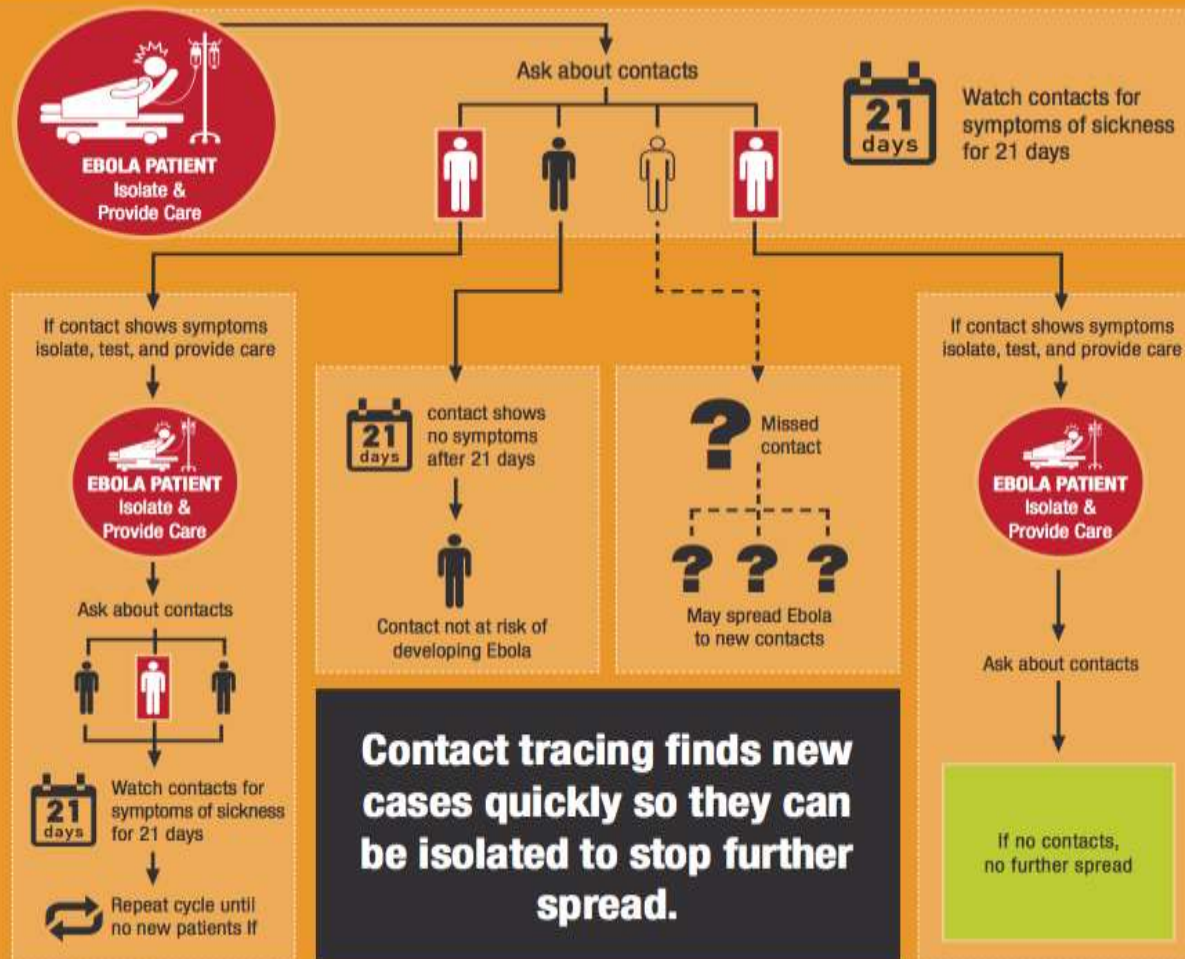 EBOLA PATIENT
Isolate &
Provide Care
Ask about contacts
21
days
Watch contacts for
symptoms of sickness
for 21 days
If contact shows symptoms
isolate, test, and provide care
EBOLA PATIENT
Isolate &
Provide Care
Ask about contacts
21
days
Watch contacts for
symptoms of sickness
for 21 days
Repeat cycle until
no new patients If
21
days
contact shows
no symptoms
after 21 days
Contact not at risk of
developing Ebola
?
Missed
contact
? ? ?
May spread Ebola
to new contacts
If contact shows symptoms
isolate, test, and provide care
EBOLA PATIENT
Isolate &
Provide Care
Ask about contacts
If no contacts,
no further spread
Contact tracing finds new
cases quickly so they can
be isolated to stop further
spread.